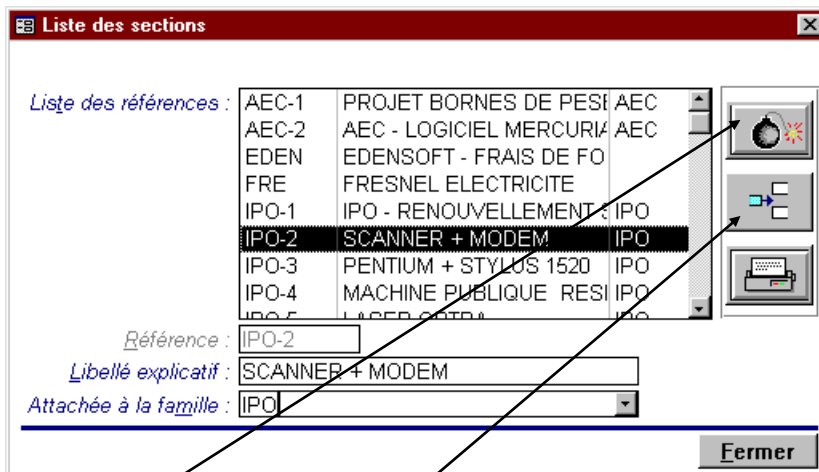 Liste des sections
Liste des références :
AEC-1 PROJET BORNES DE PESE AEC
AEC-2 AEC - LOGICIEL MERCURIA AEC
EDEN EDENSOFT - FRAIS DE FO
FRE FRESNEL ELECTRICITE
IPO-1 IPO - RENOUVELLEMENT IPO
IPO-2 SCANNER + MODEM IPO
IPO-3 PENTIUM + STYLUS 1520 IPO
IPO-4 MACHINE PUBLIQUE RESI IPO
Référence : IPO-2
Libellé explicatif : SCANNER + MODEM
Attachée à la famille : IPO
Fermer